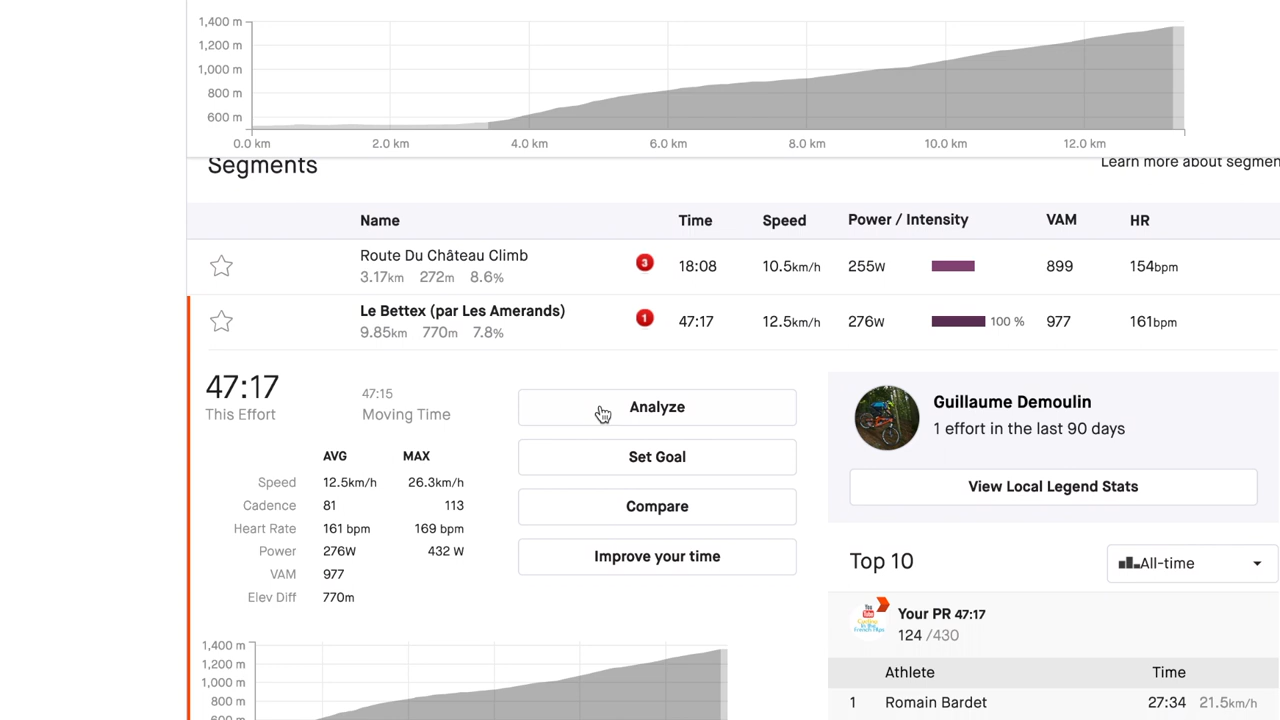 1,400 m
1,200 m
1,000 m
800 m
600 m
0.0 km 2.0 km 4.0 km 6.0 km 8.0 km 10.0 km 12.0 km
Segments
Learn more about segmen
Name Time Speed Power / Intensity VAM HR
Route Du Château Climb 3 18:08 10.5km/h 255W 899 154bpm
3.17km 272m 8.6%
Le Bettex (par Les Amerands) 1 47:17 12.5km/h 276W 100 % 977 161bpm
9.85km 770m 7.8%
47:17 47:15
This Effort Moving Time
AVG MAX
Speed 12.5km/h 26.3km/h
Cadence 81 113
Heart Rate 161 bpm 169 bpm
Power 276W 432 W
VAM 977
Elev Diff 770m
Analyze
Set Goal
Compare
Improve your time
Guillaume Demoulin
1 effort in the last 90 days
View Local Legend Stats
Top 10 All-time
Your PR 47:17
124 /430
Athlete Time
1 Romain Bardet 27:34 21.5km/h
1,400 m
1,200 m
1,000 m
800 m
600 m